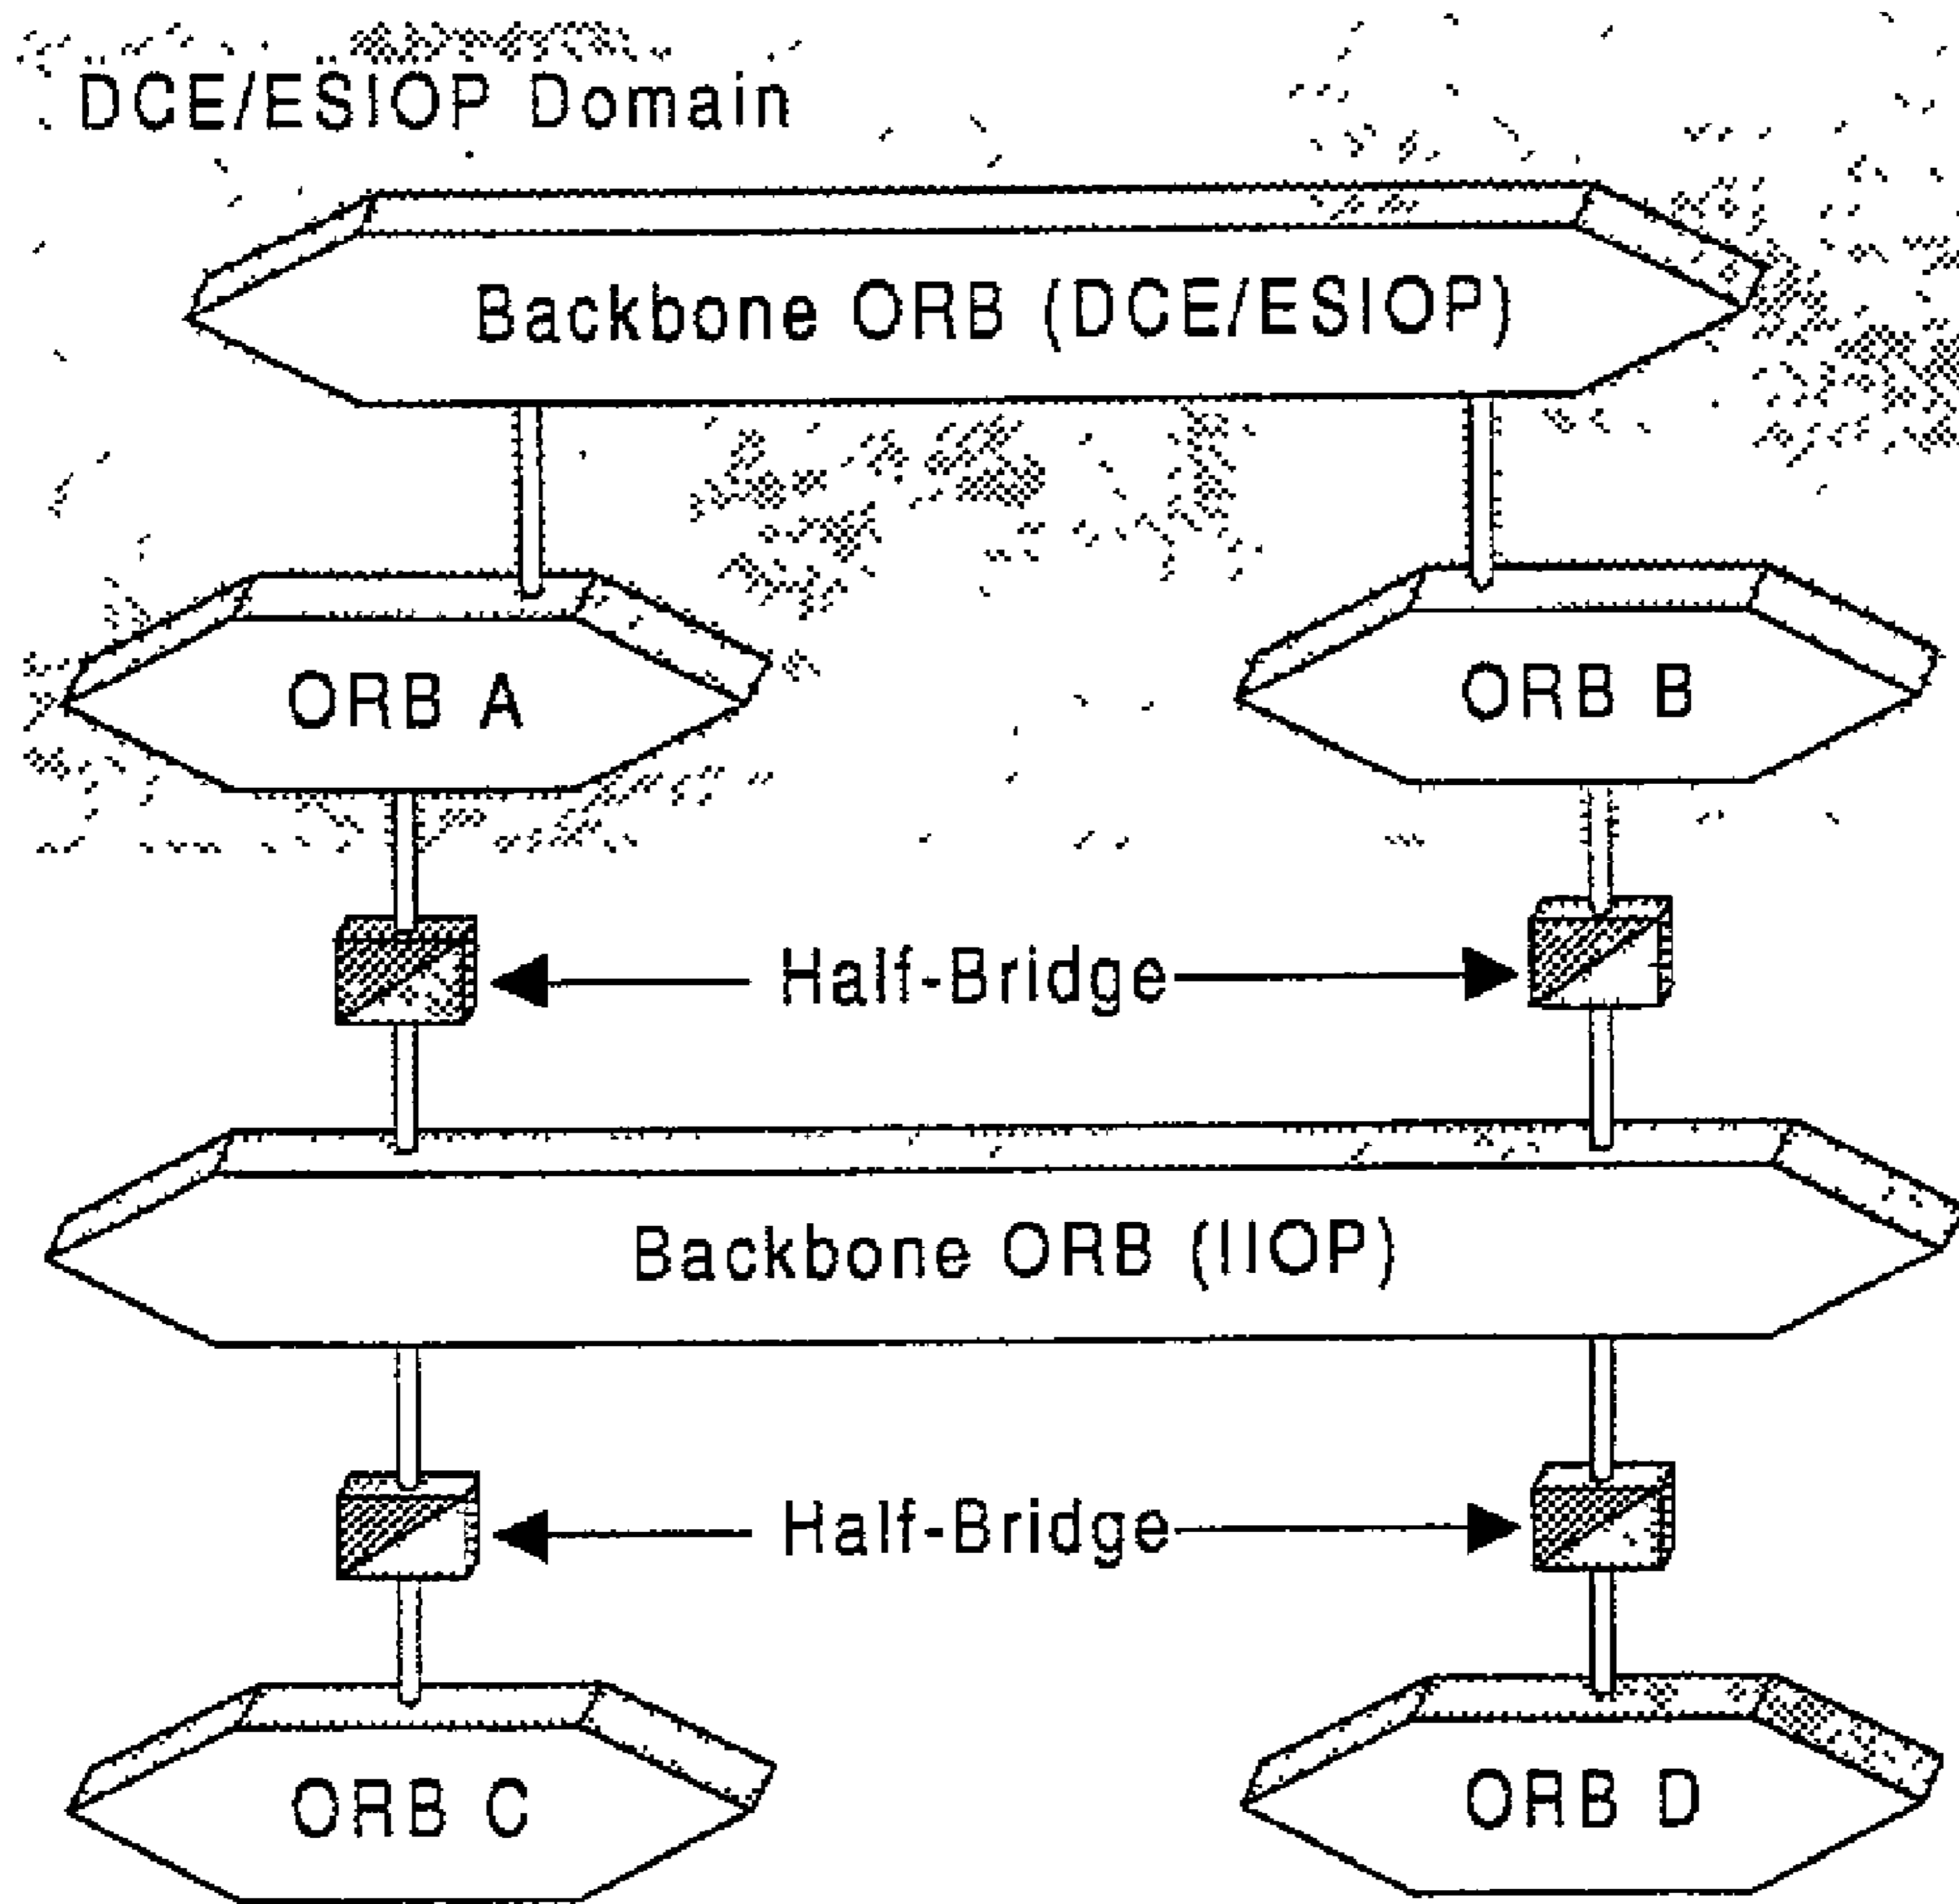 DCE/ESIOP Domain
Backbone ORB (DCE/ESIOP)
ORB A
ORB B
Half-Bridge
Backbone ORB (IIOP)
Half-Bridge
ORB C
ORB D